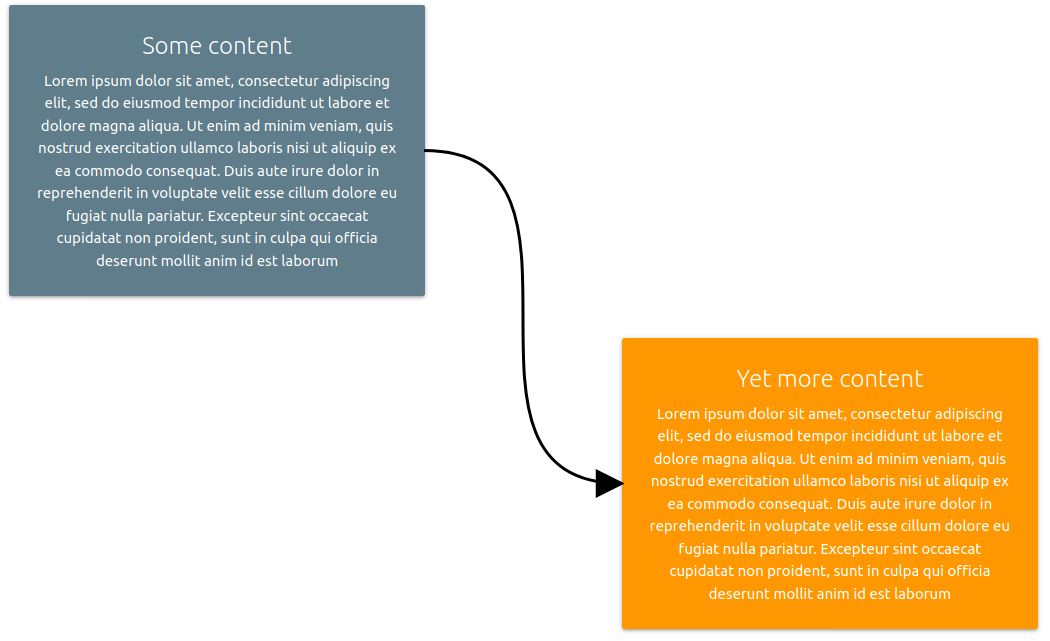 Some content
Lorem ipsum dolor sit amet, consectetur adipiscing
elit, sed do eiusmod tempor incididunt ut labore et
dolore magna aliqua. Ut enim ad minim veniam, quis
nostrud exercitation ullamco laboris nisi ut aliquip ex
ea commodo consequat. Duis aute irure dolor in
reprehenderit in voluptate velit esse cillum dolore eu
fugiat nulla pariatur. Excepteur sint occaecat
cupidatat non proident, sunt in culpa qui officia
deserunt mollit anim id est laborum
Yet more content
Lorem ipsum dolor sit amet, consectetur adipiscing
elit, sed do eiusmod tempor incididunt ut labore et
dolore magna aliqua. Ut enim ad minim veniam, quis
nostrud exercitation ullamco laboris nisi ut aliquip ex
ea commodo consequat. Duis aute irure dolor in
reprehenderit in voluptate velit esse cillum dolore eu
fugiat nulla pariatur. Excepteur sint occaecat
cupidatat non proident, sunt in culpa qui officia
deserunt mollit anim id est laborum